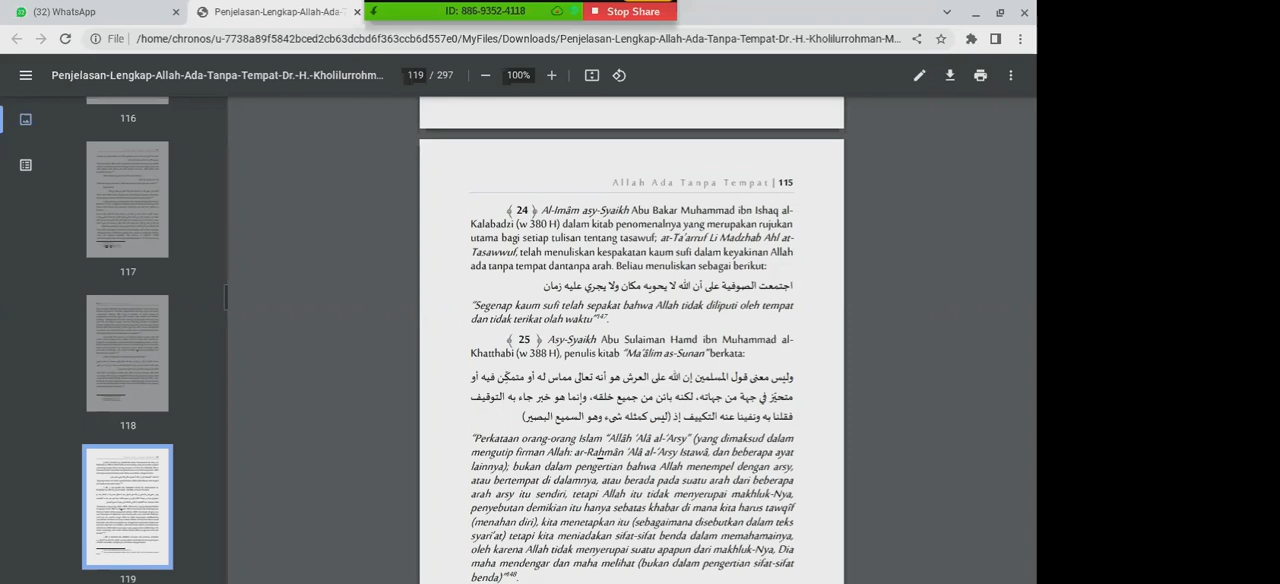 (32) WhatsApp
Penjelasan-Lengkap-Allah-Ada-T
ID: 886-9352-4118
Stop Share
File
/home/chronos/u-7738a89f5842bced2cb63dcbd6f363ccb6d557e0/MyFiles/Downloads/Penjelasan-Lengkap-Allah-Ada-Tanpa-Tempat-Dr.-H.-Kholilurrohman-M...
Penjelasan-Lengkap-Allah-Ada-Tanpa-Tempat-Dr.-H.-Kholilurrohm...
119 / 297
100%
116
117
118
119
Allah Ada Tanpa Tempat | 115
﴾ 24 ﴿ Al-Imâm asy-Syaikh Abu Bakar Muhammad ibn Ishaq al-
Kalabadzi (w 380 H) dalam kitab penomenalnya yang merupakan rujukan
utama bagi setiap tulisan tentang tasawuf; at-Ta'arruf Li Madzhab Ahl at-
Tasawwuf, telah menuliskan kespakatan kaum sufi dalam keyakinan Allah
ada tanpa tempat dantanpa arah. Beliau menuliskan sebagai berikut:
اجتمعت الصوفية على أن الله لا يحويه مكان ولا يجري عليه زمان
"Segenap kaum sufi telah sepakat bahwa Allah tidak diliputi oleh tempat
dan tidak terikat olah waktu"147.
﴾ 25 ﴿ Asy-Syaikh Abu Sulaiman Hamd ibn Muhammad al-
Khatthabi (w 388 H), penulis kitab "Ma'âlim as-Sunan" berkata:
وليس معنى قول المسلمين إن الله على العرش هو أنه تعالى مماس له أو متمكّن فيه أو
متحيّز في جهة من جهاته، لكنه بائن من جميع خلقه، وإنما هو خبر جاء به التوقيف
فقلنا به ونفينا عنه التكييف إذ (ليس كمثله شىء وهو السميع البصير)
"Perkataan orang-orang Islam "Allâh 'Alâ al-'Arsy" (yang dimaksud dalam
mengutip firman Allah: ar-Rahmân 'Alâ al-'Arsy Istawâ, dan beberapa ayat
lainnya), bukan dalam pengertian bahwa Allah menempel dengan arsy,
atau bertempat di dalamnya, atau berada pada suatu arah dari beberapa
arah arsy itu sendiri, tetapi Allah itu tidak menyerupai makhluk-Nya,
penyebutan demikian itu hanya sebatas khabar di mana kita harus tawqîf
(menahan diri), kita menetapkan itu (sebagaimana disebutkan dalam teks
syari'at) tetapi kita meniadakan sifat-sifat benda dalam memahaminya,
oleh karena Allah tidak menyerupai suatu apapun dari makhluk-Nya, Dia
maha mendengar dan maha melihat (bukan dalam pengertian sifat-sifat
benda)"148.